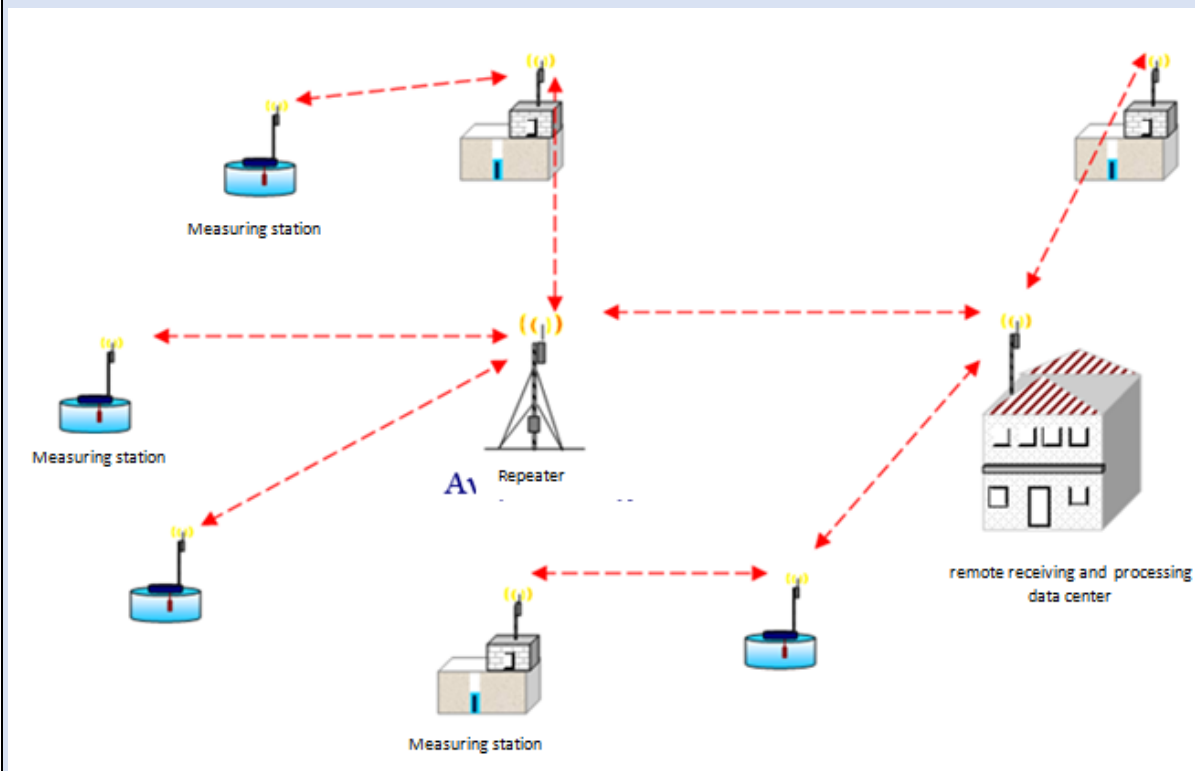 Measuring station
Measuring station
Repeater
remote receiving and processing
data center
Measuring station